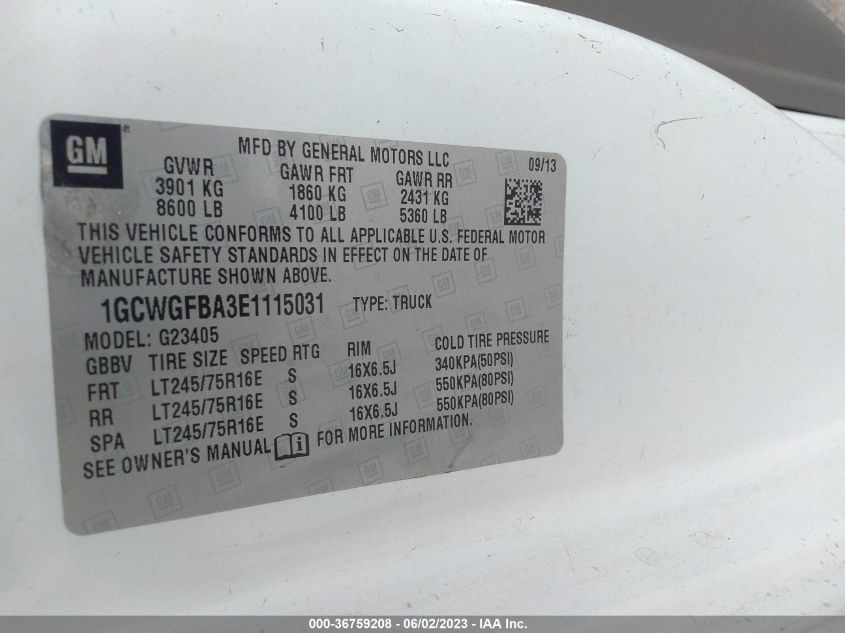 GM®
MFD BY GENERAL MOTORS LLC 09/13
GVWR GAWR FRT GAWR RR
3901 KG 1860 KG 2431 KG
8600 LB 4100 LB 5360 LB
THIS VEHICLE CONFORMS TO ALL APPLICABLE U.S. FEDERAL MOTOR
VEHICLE SAFETY STANDARDS IN EFFECT ON THE DATE OF
MANUFACTURE SHOWN ABOVE.
1GCWGFBA3E1115031 TYPE: TRUCK
MODEL: G23405
GBBV TIRE SIZE SPEED RTG RIM COLD TIRE PRESSURE
FRT LT245/75R16E S 16X6.5J 340KPA(50PSI)
RR LT245/75R16E S 16X6.5J 550KPA(80PSI)
SPA LT245/75R16E S 16X6.5J 550KPA(80PSI)
SEE OWNER'S MANUAL i FOR MORE INFORMATION.
000-36759208 - 06/02/2023 - IAA Inc.